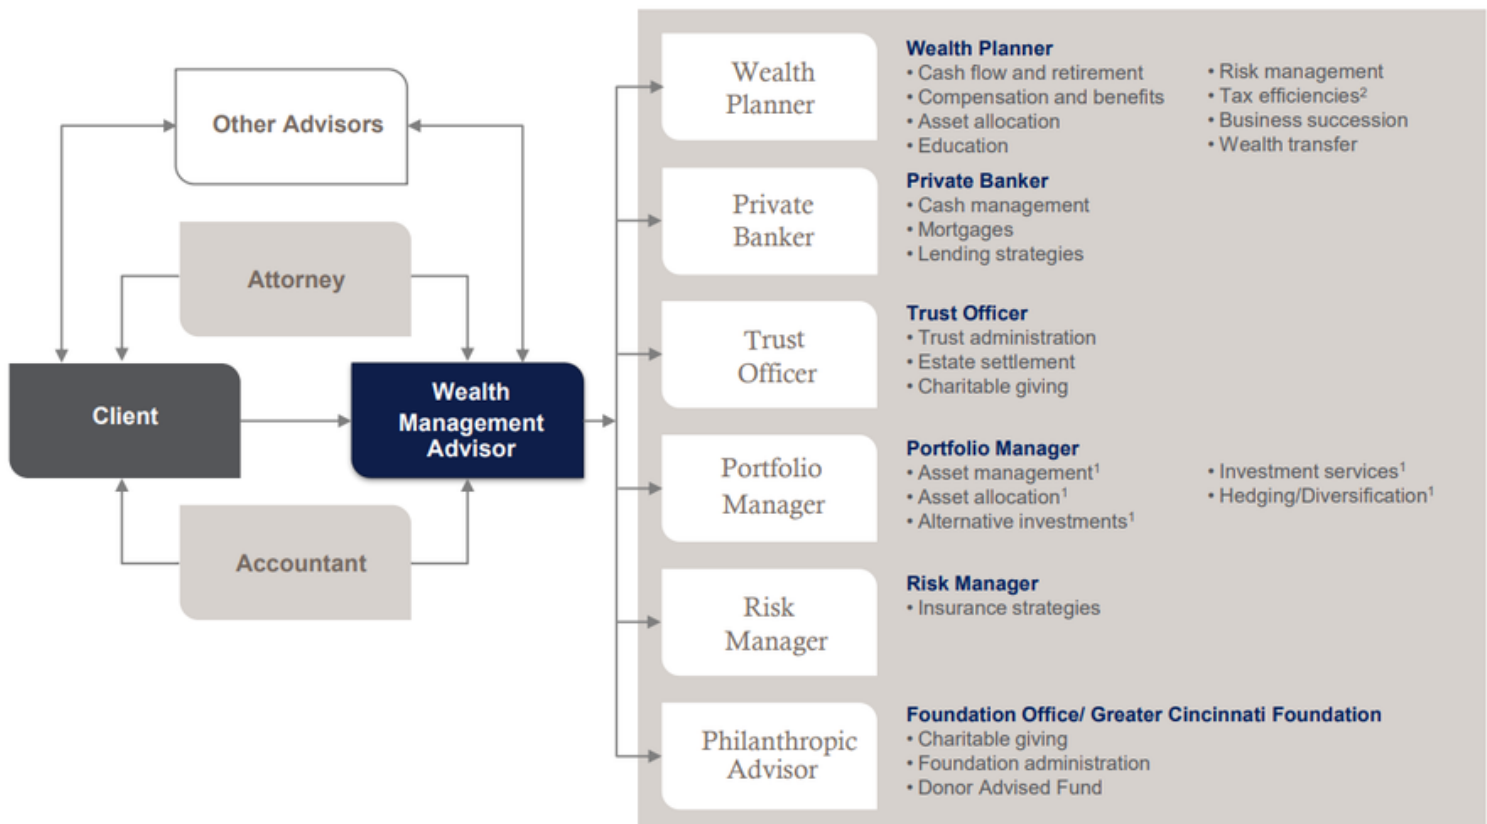 Other Advisors
Attorney
Client
Wealth
Management
Advisor
Accountant
Wealth
Planner
Wealth Planner
• Cash flow and retirement
• Compensation and benefits
• Asset allocation
• Education
• Risk management
• Tax efficiencies²
• Business succession
• Wealth transfer
Private
Banker
Private Banker
• Cash management
• Mortgages
• Lending strategies
Trust
Officer
Trust Officer
• Trust administration
• Estate settlement
• Charitable giving
Portfolio
Manager
Portfolio Manager
• Asset management¹
• Asset allocation¹
• Alternative investments¹
• Investment services¹
• Hedging/Diversification¹
Risk
Manager
Risk Manager
• Insurance strategies
Philanthropic
Advisor
Foundation Office/ Greater Cincinnati Foundation
• Charitable giving
• Foundation administration
• Donor Advised Fund